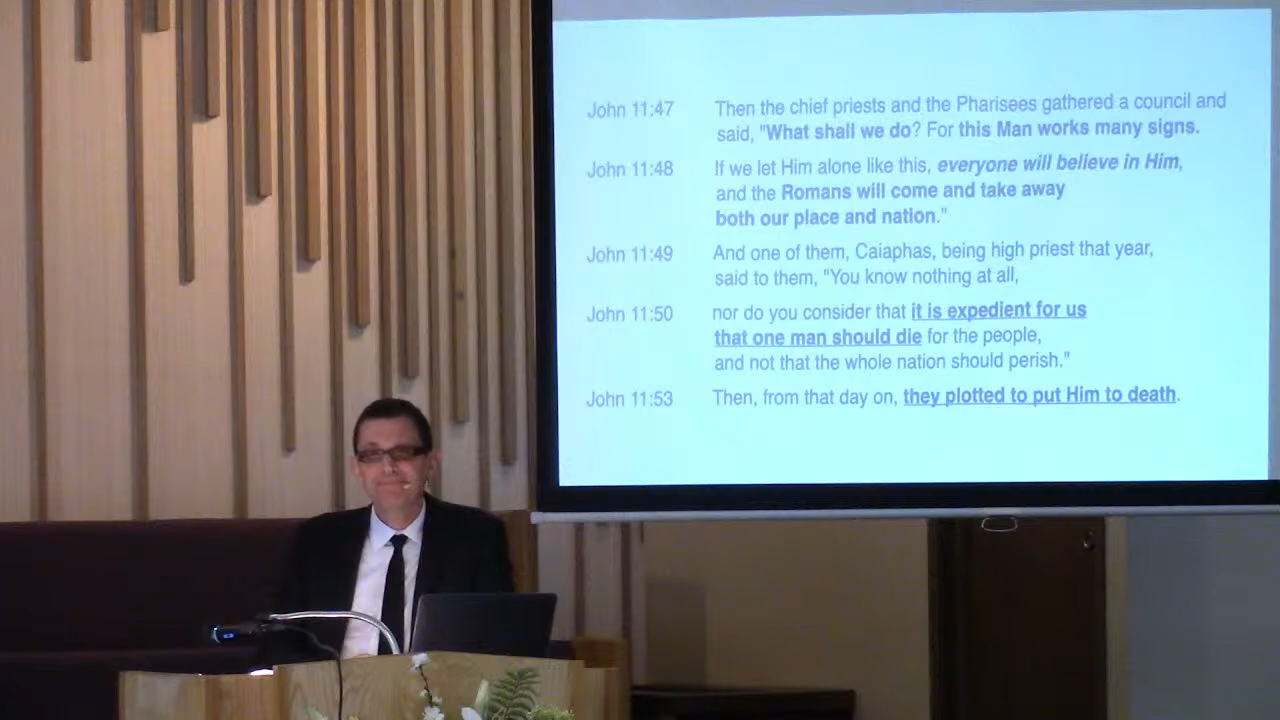 John 11:47 Then the chief priests and the Pharisees gathered a council and
said, "What shall we do? For this Man works many signs.
John 11:48 If we let Him alone like this, everyone will believe in Him,
and the Romans will come and take away
both our place and nation."
John 11:49 And one of them, Caiaphas, being high priest that year,
said to them, "You know nothing at all,
John 11:50 nor do you consider that it is expedient for us
that one man should die for the people,
and not that the whole nation should perish."
John 11:53 Then, from that day on, they plotted to put Him to death.